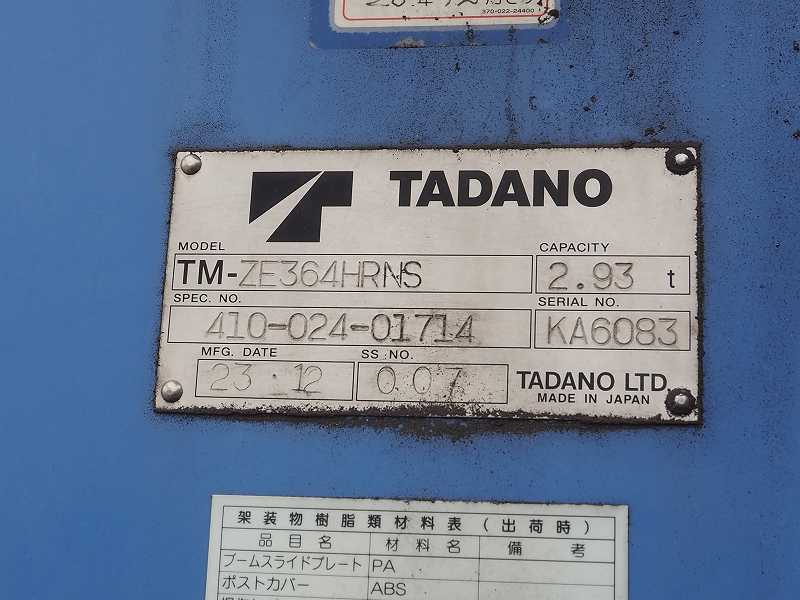 370-022-24400
TADANO
MODEL CAPACITY
TM-ZE364HRNS 2.93 t
SPEC. NO. SERIAL NO.
410-024-01714 KA6083
MFG. DATE SS NO.
23・12 007 TADANO LTD.
MADE IN JAPAN
架装物樹脂類材料表(出荷時)
品目名 材料名 備考
ブームスライドプレート PA
ポストカバー ABS